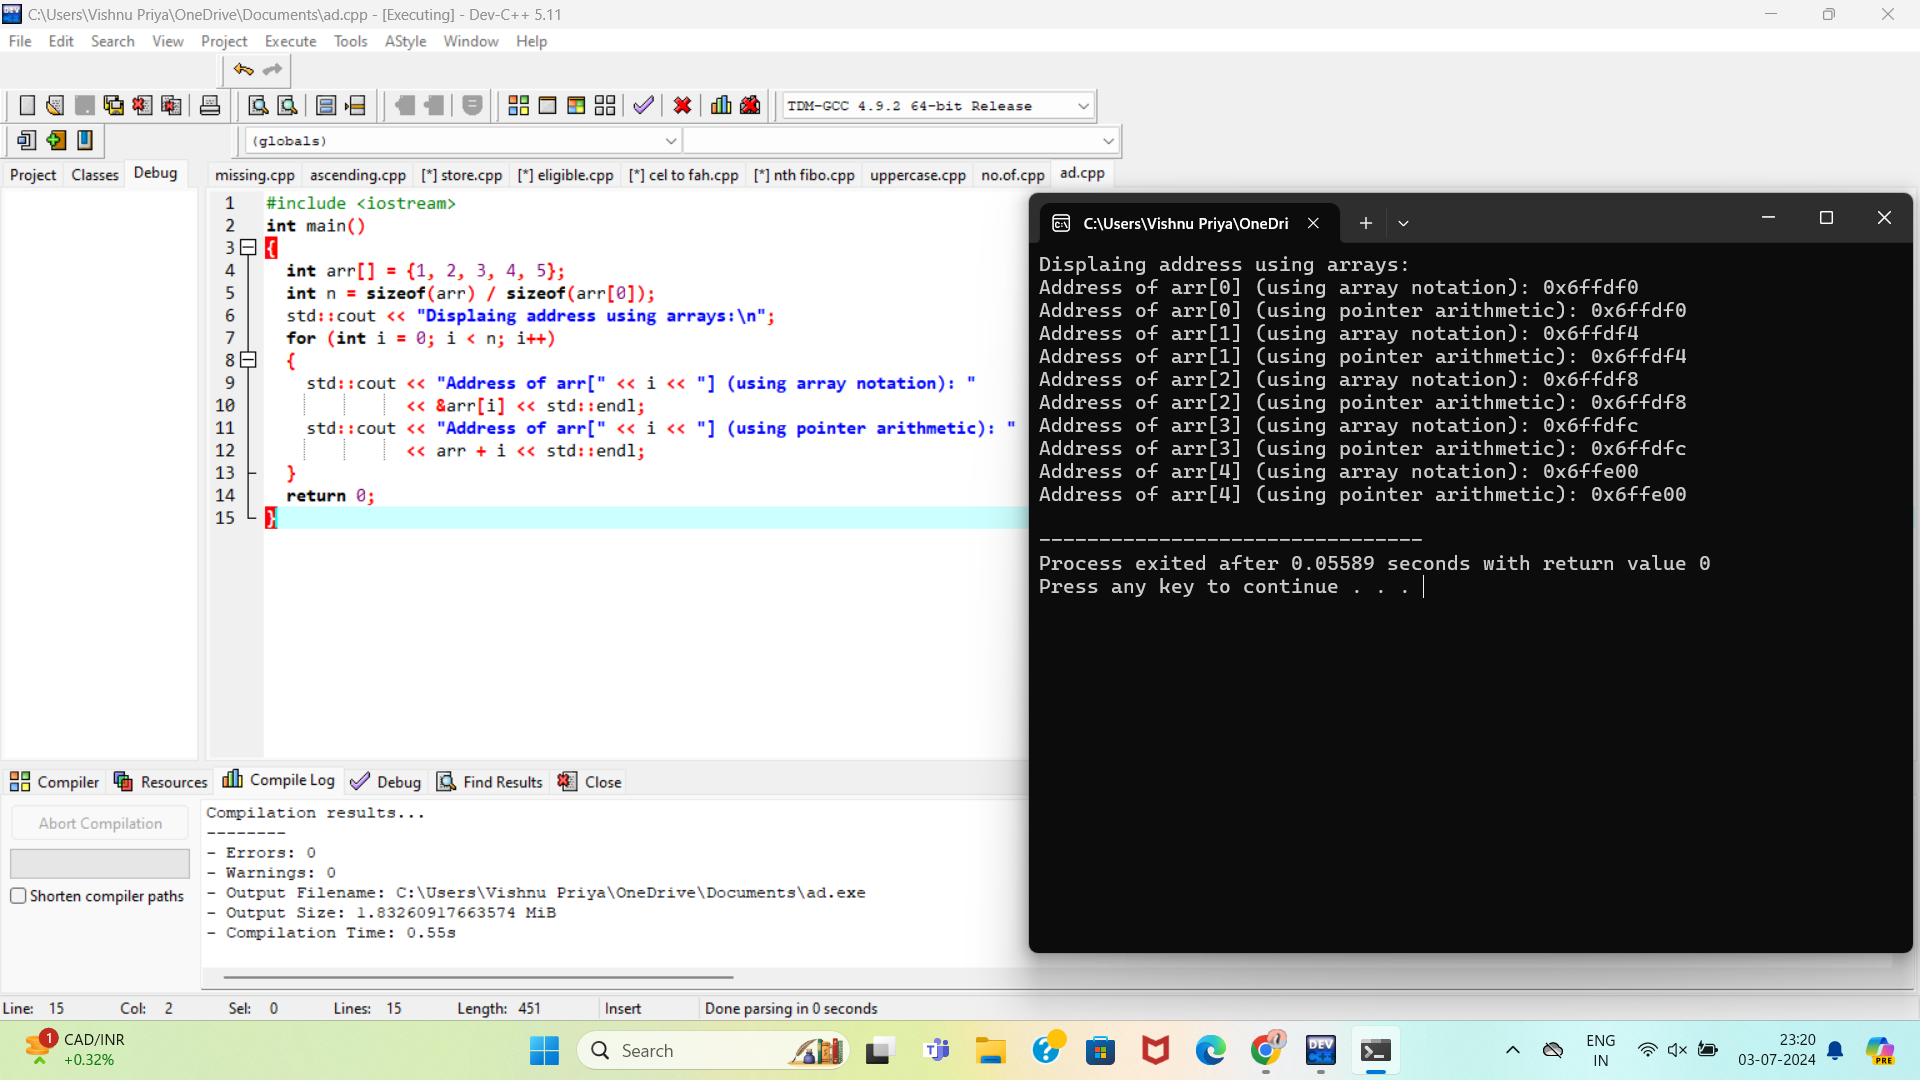 C:\Users\Vishnu Priya\OneDrive\Documents\ad.cpp - [Executing] - Dev-C++ 5.11
File Edit Search View Project Execute Tools AStyle Window Help
TDM-GCC 4.9.2 64-bit Release
(globals)
Project Classes Debug
missing.cpp ascending.cpp [*] store.cpp [*] eligible.cpp [*] cel to fah.cpp [*] nth fibo.cpp uppercase.cpp no.of.cpp ad.cpp
1 #include <iostream>
2 int main()
3 {
4 int arr[] = {1, 2, 3, 4, 5};
5 int n = sizeof(arr) / sizeof(arr[0]);
6 std::cout << "Displaing address using arrays:\n";
7 for (int i = 0; i < n; i++)
8 {
9 std::cout << "Address of arr[" << i << "] (using array notation): "
10 << &arr[i] << std::endl;
11 std::cout << "Address of arr[" << i << "] (using pointer arithmetic): "
12 << arr + i << std::endl;
13 }
14 return 0;
15 }
C:\Users\Vishnu Priya\OneDri
Displaing address using arrays:
Address of arr[0] (using array notation): 0x6ffdf0
Address of arr[0] (using pointer arithmetic): 0x6ffdf0
Address of arr[1] (using array notation): 0x6ffdf4
Address of arr[1] (using pointer arithmetic): 0x6ffdf4
Address of arr[2] (using array notation): 0x6ffdf8
Address of arr[2] (using pointer arithmetic): 0x6ffdf8
Address of arr[3] (using array notation): 0x6ffdfc
Address of arr[3] (using pointer arithmetic): 0x6ffdfc
Address of arr[4] (using array notation): 0x6ffe00
Address of arr[4] (using pointer arithmetic): 0x6ffe00
--------------------------------
Process exited after 0.05589 seconds with return value 0
Press any key to continue . . .
Compiler Resources Compile Log Debug Find Results Close
Abort Compilation
Shorten compiler paths
Compilation results...
--------
- Errors: 0
- Warnings: 0
- Output Filename: C:\Users\Vishnu Priya\OneDrive\Documents\ad.exe
- Output Size: 1.83260917663574 MiB
- Compilation Time: 0.55s
Line: 15 Col: 2 Sel: 0 Lines: 15 Length: 451 Insert Done parsing in 0 seconds
1
CAD/INR
+0.32%
Search
DEV
ENG
IN
23:20
03-07-2024
PRE